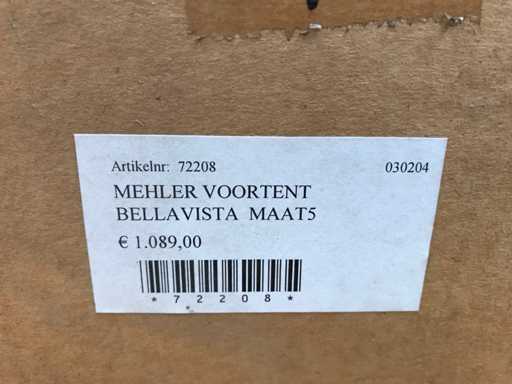 Artikelnr: 72208 030204
MEHLER VOORTENT
BELLAVISTA MAAT5
€ 1.089,00
*72208*